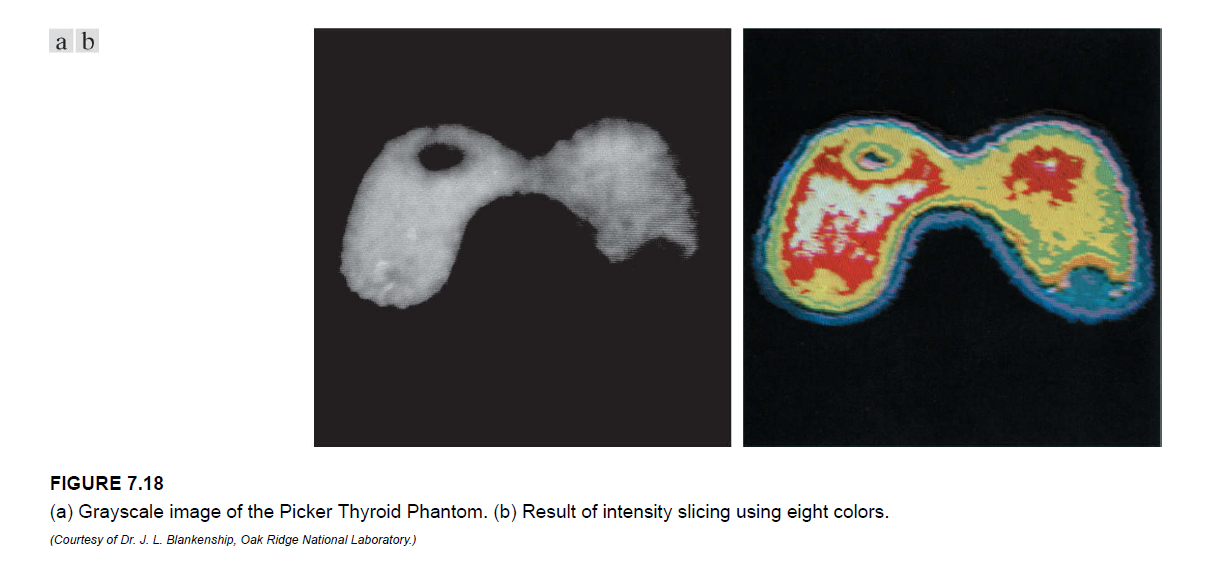 a b
FIGURE 7.18
(a) Grayscale image of the Picker Thyroid Phantom. (b) Result of intensity slicing using eight colors.
(Courtesy of Dr. J. L. Blankenship, Oak Ridge National Laboratory.)